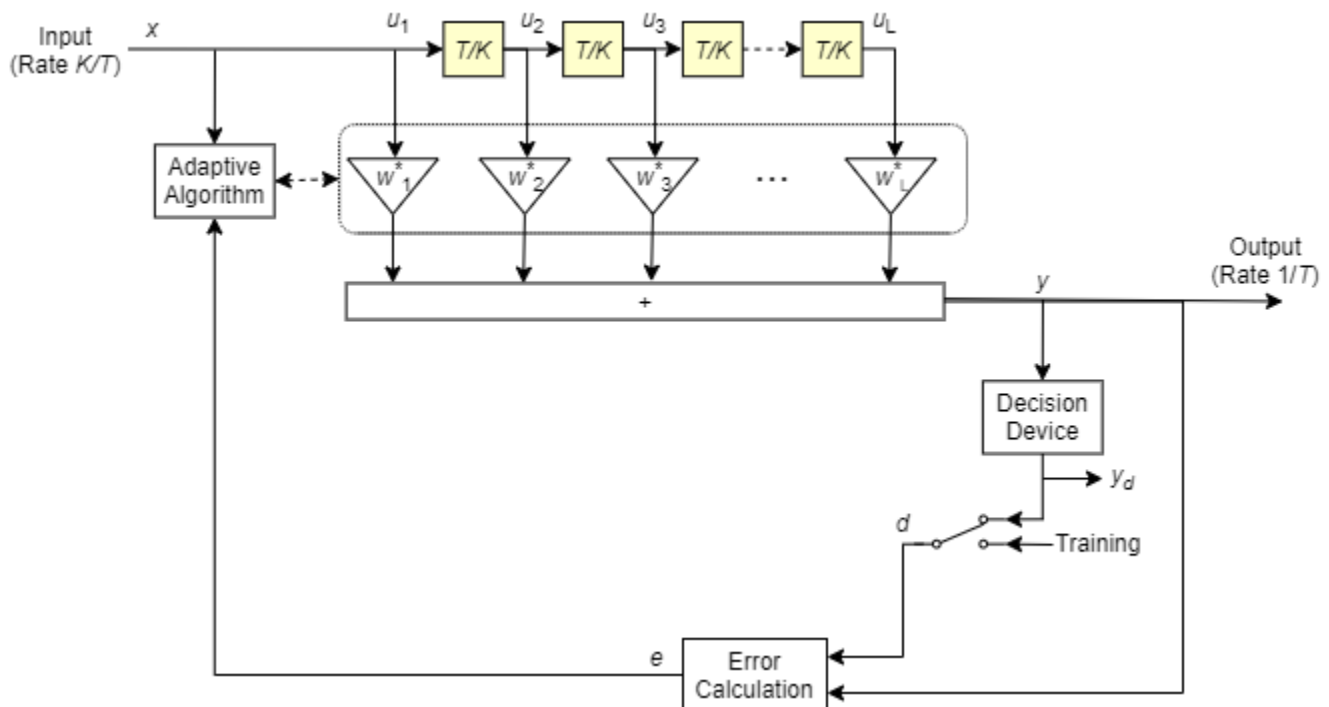 Input
(Rate K/T)
x
u1
T/K
u2
T/K
u3
T/K
T/K
uL
Adaptive
Algorithm
w*1
w*2
w*3
...
w*L
+
y
Output
(Rate 1/T)
Decision
Device
yd
d
Training
e
Error
Calculation